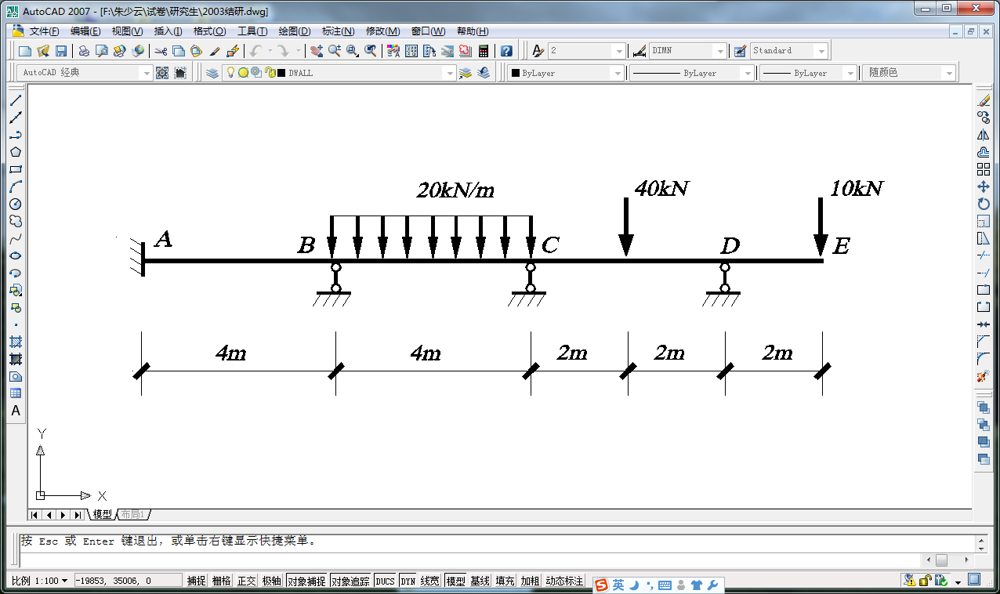 AutoCAD 2007 - [F:\朱少云\试卷\研究生\2003结研.dwg]
文件(F) 编辑(E) 视图(V) 插入(I) 格式(O) 工具(T) 绘图(D) 标注(N) 修改(M) 窗口(W) 帮助(H)
2 DIMN Standard
AutoCAD 经典 DWALL ByLayer ByLayer ByLayer 随颜色
20kN/m 40kN 10kN
A B C D E
4m 4m 2m 2m 2m
A
Y
X
模型 布局1
按 Esc 或 Enter 键退出，或单击右键显示快捷菜单。
比例 1:100 -19853, 35006, 0 捕捉 栅格 正交 极轴 对象捕捉 对象追踪 DUCS DYN 线宽 模型 基线 填充 加粗 动态标注
S 英